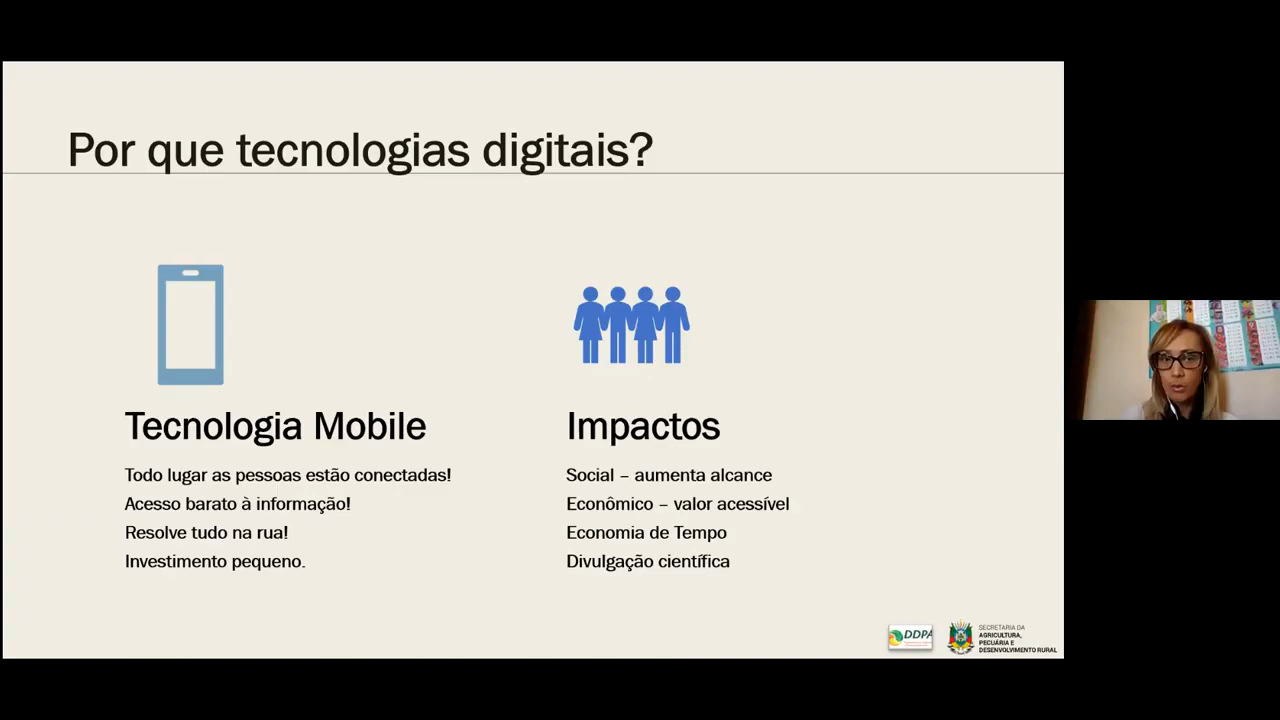 Por que tecnologias digitais?
Tecnologia Mobile
Todo lugar as pessoas estão conectadas!
Acesso barato à informação!
Resolve tudo na rua!
Investimento pequeno.
Impactos
Social – aumenta alcance
Econômico – valor acessível
Economia de Tempo
Divulgação científica
DDPA
SECRETARIA DA
AGRICULTURA,
PECUÁRIA E
DESENVOLVIMENTO RURAL